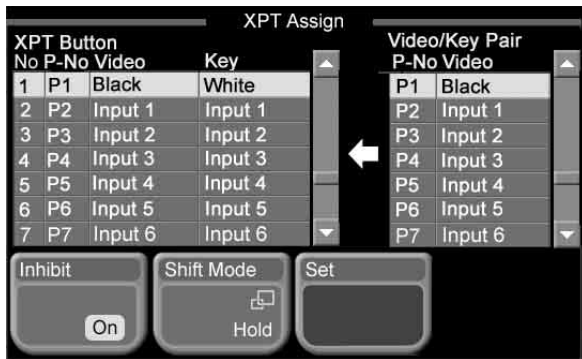 XPT Assign
XPT Button
No P-No Video Key
1 P1 Black White
2 P2 Input 1 Input 1
3 P3 Input 2 Input 2
4 P4 Input 3 Input 3
5 P5 Input 4 Input 4
6 P6 Input 5 Input 5
7 P7 Input 6 Input 6
Video/Key Pair
P-No Video
P1 Black
P2 Input 1
P3 Input 2
P4 Input 3
P5 Input 4
P6 Input 5
P7 Input 6
Inhibit
On
Shift Mode
Hold
Set